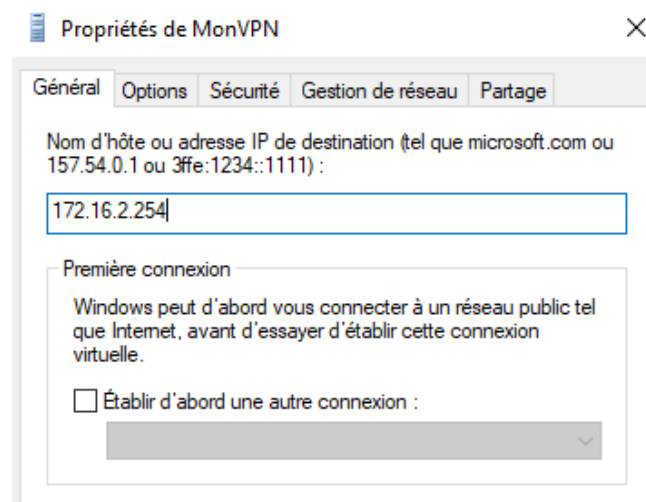 Propriétés de MonVPN
Général Options Sécurité Gestion de réseau Partage
Nom d'hôte ou adresse IP de destination (tel que microsoft.com ou
157.54.0.1 ou 3ffe:1234::1111) :
172.16.2.254
Première connexion
Windows peut d'abord vous connecter à un réseau public tel
que Internet, avant d'essayer d'établir cette connexion
virtuelle.
Établir d'abord une autre connexion :